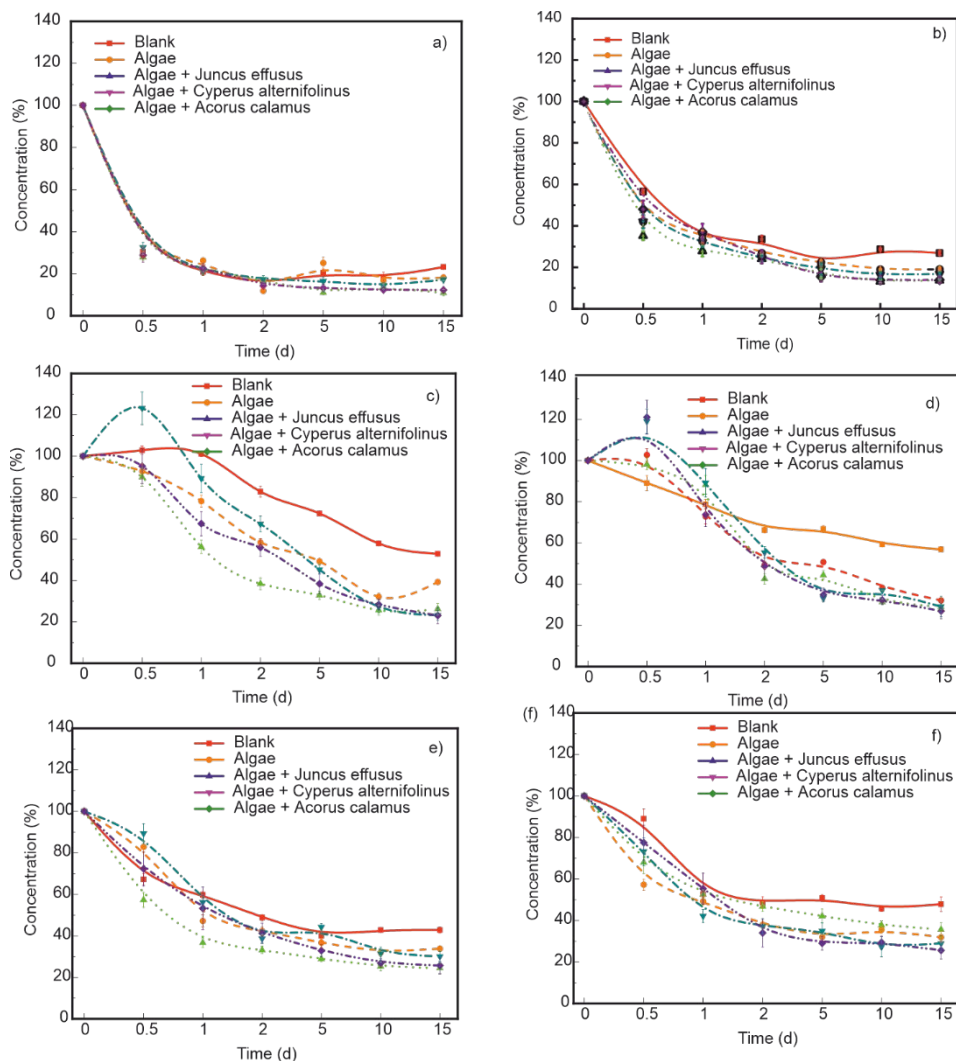 a)
Blank
Algae
Algae + Juncus effusus
Algae + Cyperus alternifolinus
Algae + Acorus calamus
Concentration (%)
140
120
100
80
60
40
20
0
0 0.5 1 2 5 10 15
Time (d)
b)
Blank
Algae
Algae + Juncus effusus
Algae + Cyperus alternifolinus
Algae + Acorus calamus
Concentration (%)
140
120
100
80
60
40
20
0
0 0.5 1 2 5 10 15
Time (d)
c)
Blank
Algae
Algae + Juncus effusus
Algae + Cyperus alternifolinus
Algae + Acorus calamus
Concentration (%)
140
120
100
80
60
40
20
0
0 0.5 1 2 5 10 15
Time (d)
d)
Blank
Algae
Algae + Juncus effusus
Algae + Cyperus alternifolinus
Algae + Acorus calamus
Concentration (%)
140
120
100
80
60
40
20
0
0 0.5 1 2 5 10 15
Time (d)
e)
Blank
Algae
Algae + Juncus effusus
Algae + Cyperus alternifolinus
Algae + Acorus calamus
Concentration (%)
140
120
100
80
60
40
20
0
0 0.5 1 2 5 10 15
Time (d)
(f)
f)
Blank
Algae
Algae + Juncus effusus
Algae + Cyperus alternifolinus
Algae + Acorus calamus
Concentration (%)
140
120
100
80
60
40
20
0
0 0.5 1 2 5 10 15
Time (d)